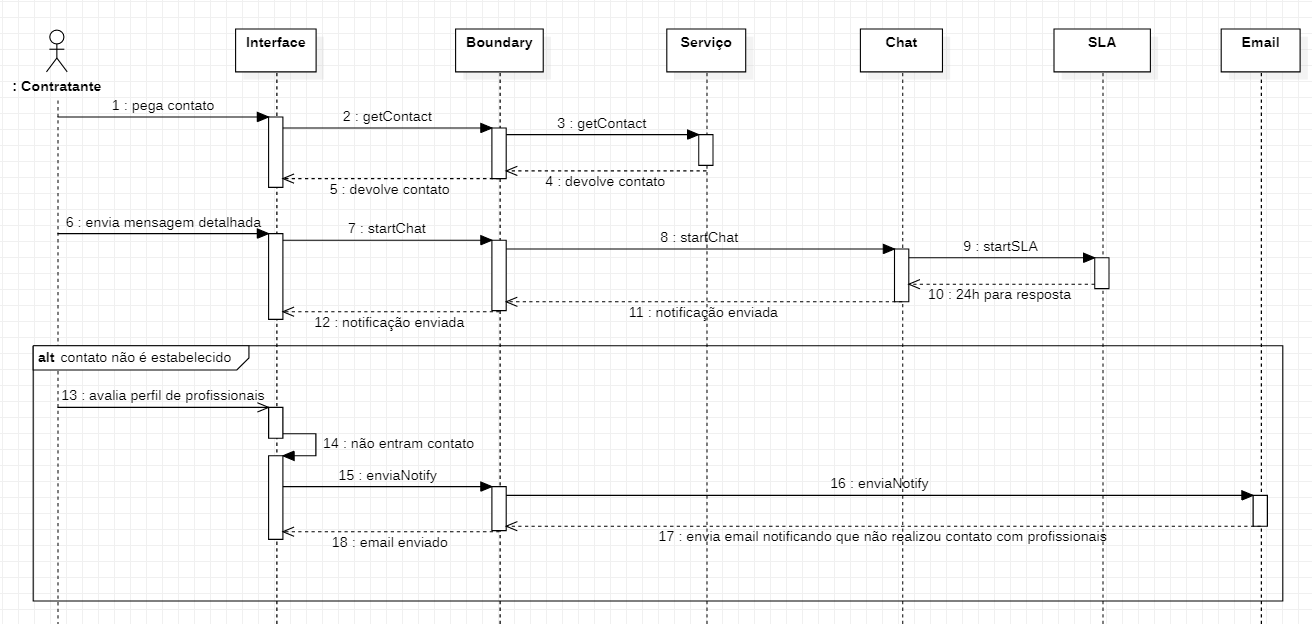 Interface
Boundary
Serviço
Chat
SLA
Email
: Contratante
1 : pega contato
2 : getContact
3 : getContact
4 : devolve contato
5 : devolve contato
6 : envia mensagem detalhada
7 : startChat
8 : startChat
9 : startSLA
10 : 24h para resposta
11 : notificação enviada
12 : notificação enviada
alt contato não é estabelecido
13 : avalia perfil de profissionais
14 : não entram contato
15 : enviaNotify
16 : enviaNotify
17 : envia email notificando que não realizou contato com profissionais
18 : email enviado